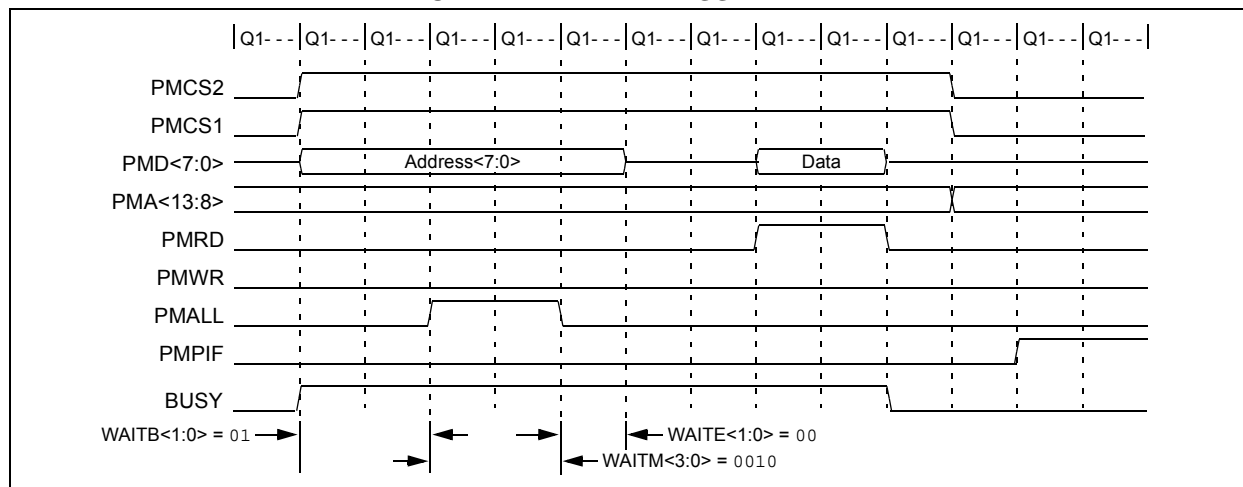 Q1- - - Q1- - - Q1- - - Q1- - - Q1- - - Q1- - - Q1- - - Q1- - - Q1- - - Q1- - - Q1- - - Q1- - - Q1- - - Q1- - -
PMCS2
PMCS1
PMD<7:0> Address<7:0> Data
PMA<13:8>
PMRD
PMWR
PMALL
PMPIF
BUSY
WAITB<1:0> = 01 WAITE<1:0> = 00
WAITM<3:0> = 0010